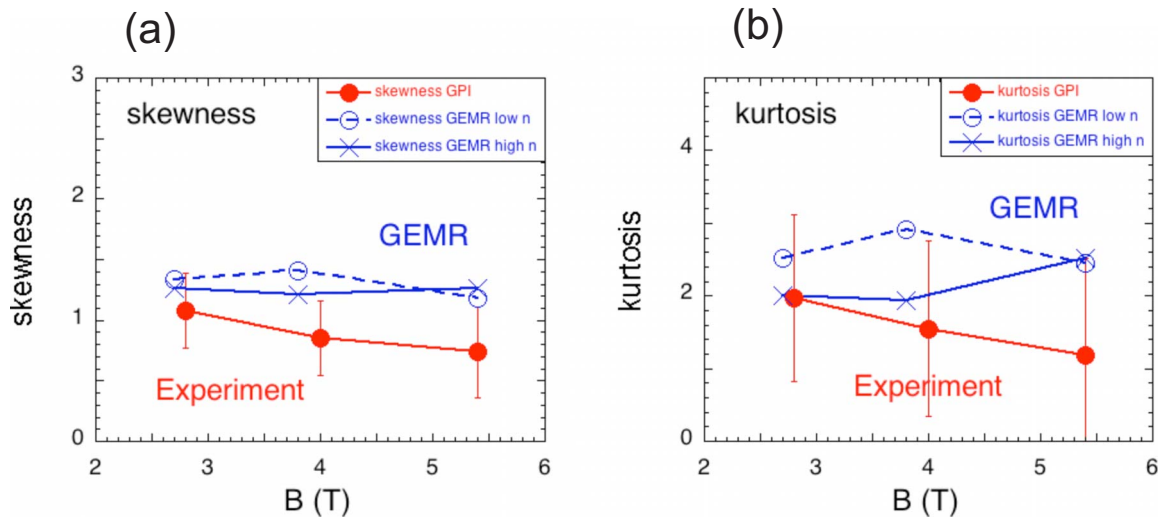 (a)
skewness
skewness GPI
skewness GEMR low n
skewness GEMR high n
GEMR
Experiment
skewness
3
2
1
0
2
3
4
5
6
B (T)
(b)
kurtosis
kurtosis GPI
kurtosis GEMR low n
kurtosis GEMR high n
GEMR
Experiment
kurtosis
4
2
0
2
3
4
5
6
B (T)